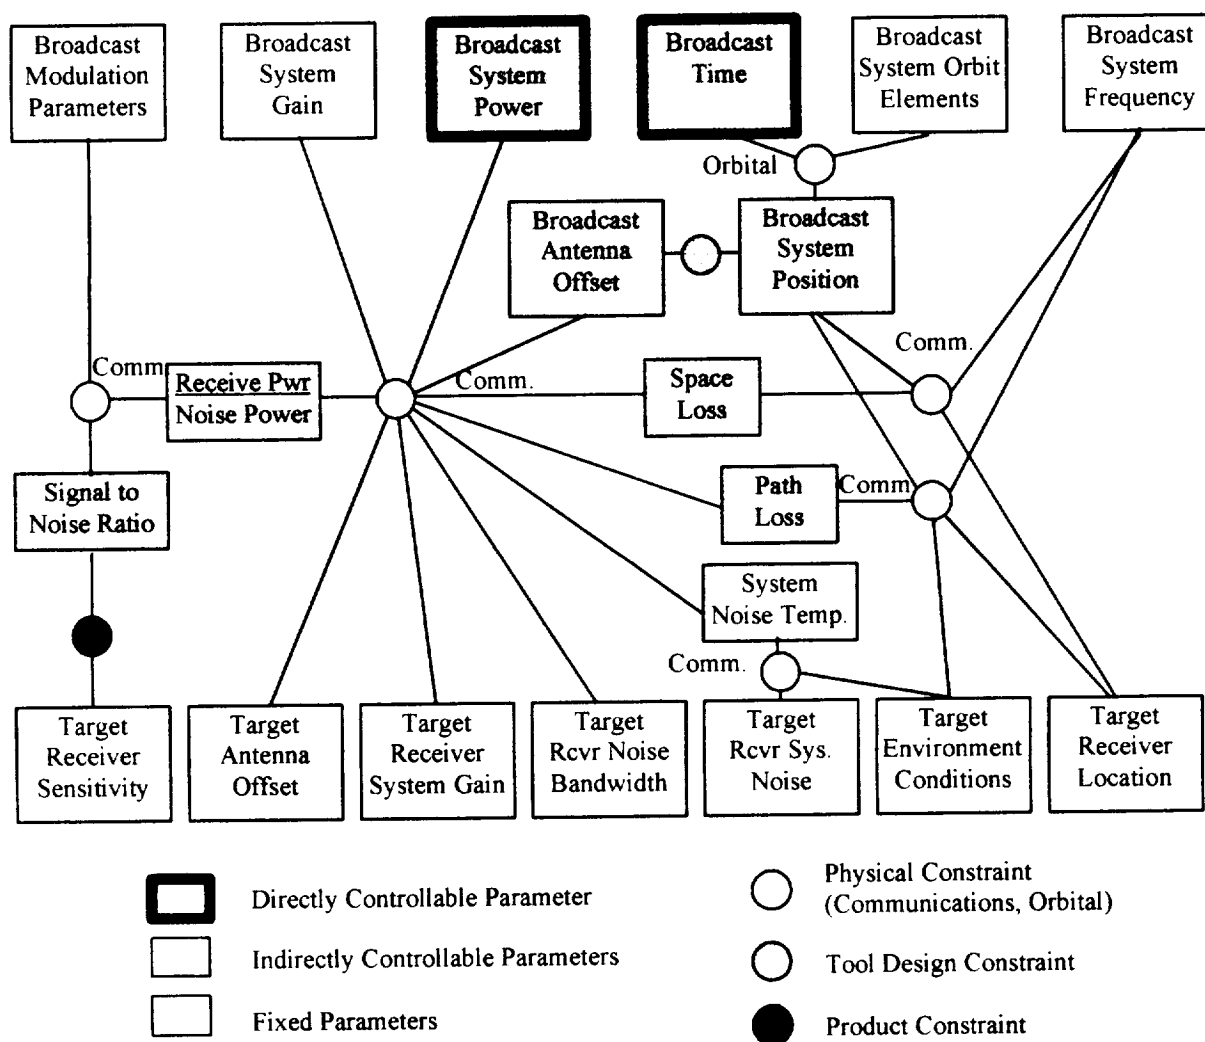 Broadcast
Modulation
Parameters
Broadcast
System
Gain
Broadcast
System
Power
Broadcast
Time
Broadcast
System Orbit
Elements
Broadcast
System
Frequency
Orbital
Broadcast
Antenna
Offset
Broadcast
System
Position
Comm.
Comm
Receive Pwr
Noise Power
Comm.
Space
Loss
Signal to
Noise Ratio
Path
Loss
Comm
System
Noise Temp.
Comm.
Target
Receiver
Sensitivity
Target
Antenna
Offset
Target
Receiver
System Gain
Target
Rcvr Noise
Bandwidth
Target
Rcvr Sys.
Noise
Target
Environment
Conditions
Target
Receiver
Location
Directly Controllable Parameter
Indirectly Controllable Parameters
Fixed Parameters
Physical Constraint
(Communications, Orbital)
Tool Design Constraint
Product Constraint